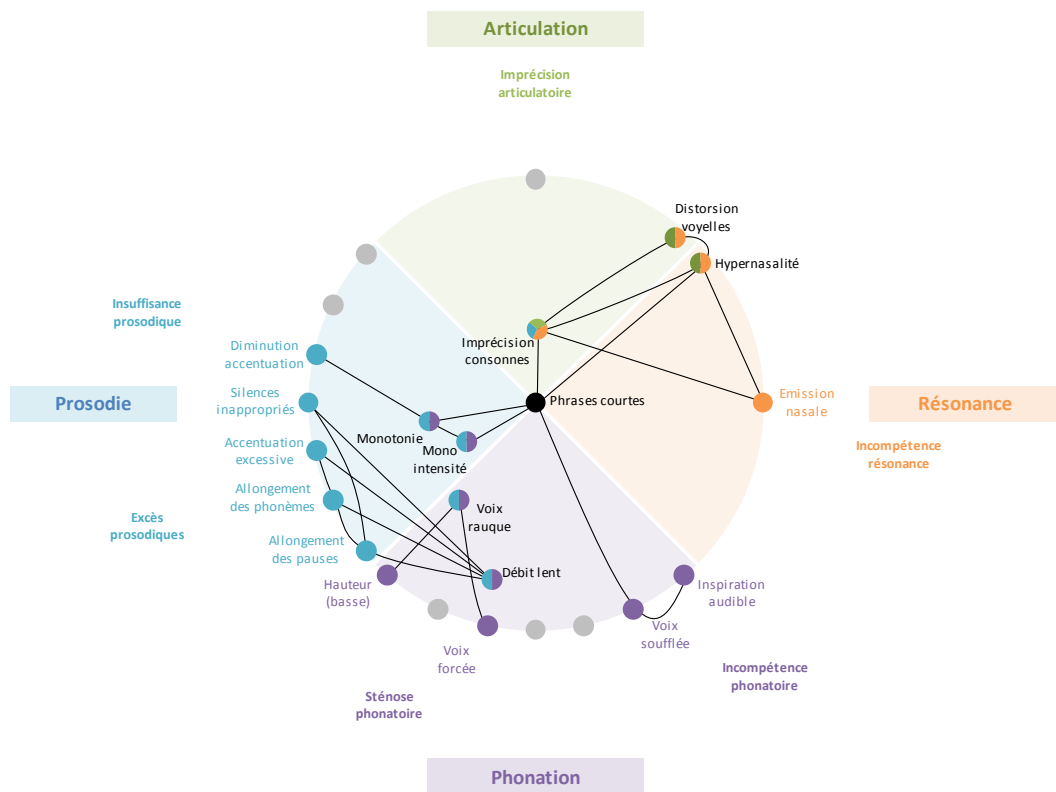 Articulation
Imprécision
articulatoire
Distorsion
voyelles
Hypernasalité
Insuffisance
prosodique
Imprécision
consonnes
Diminution
accentuation
Silences
inappropriés
Prosodie
Phrases courtes
Emission
nasale
Résonance
Monotonie
Mono
intensité
Accentuation
excessive
Incompétence
résonance
Allongement
des phonèmes
Voix
rauque
Excès
prosodiques
Allongement
des pauses
Débit lent
Hauteur
(basse)
Inspiration
audible
Voix
soufflée
Voix
forcée
Incompétence
phonatoire
Sténose
phonatoire
Phonation